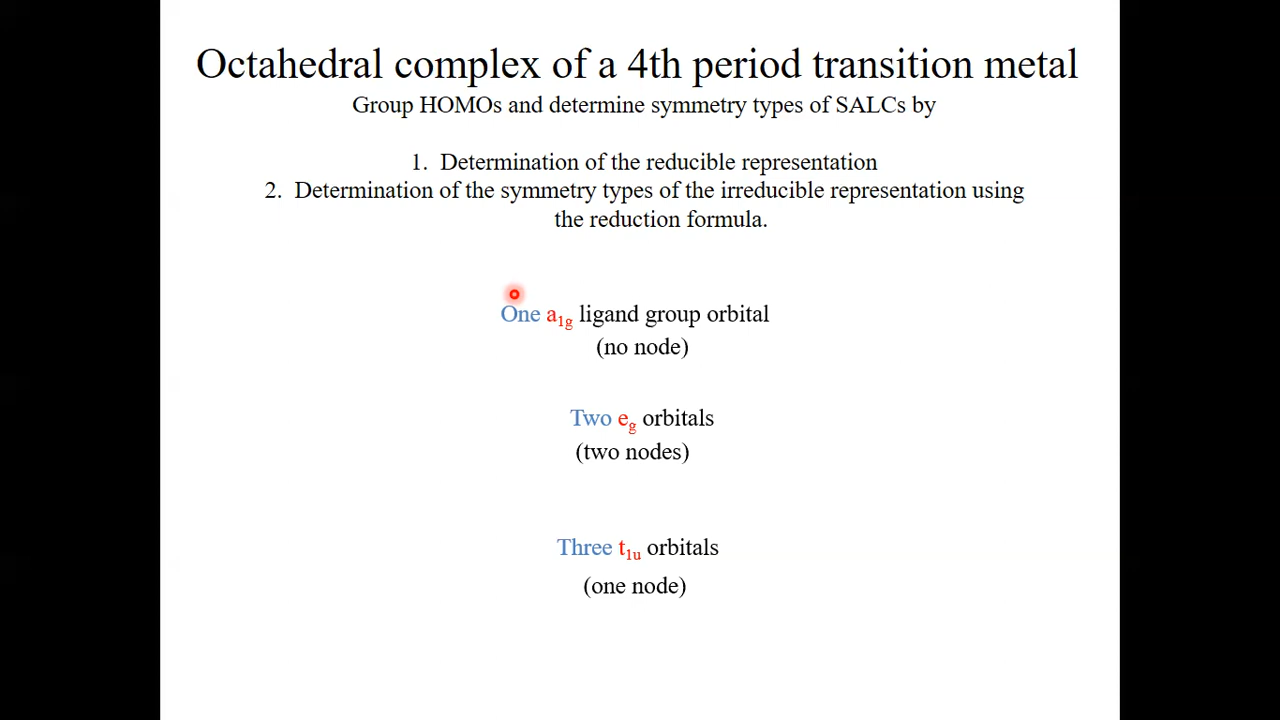 Octahedral complex of a 4th period transition metal
Group HOMOs and determine symmetry types of SALCs by
1. Determination of the reducible representation
2. Determination of the symmetry types of the irreducible representation using
the reduction formula.
One a1g ligand group orbital
(no node)
Two eg orbitals
(two nodes)
Three t1u orbitals
(one node)